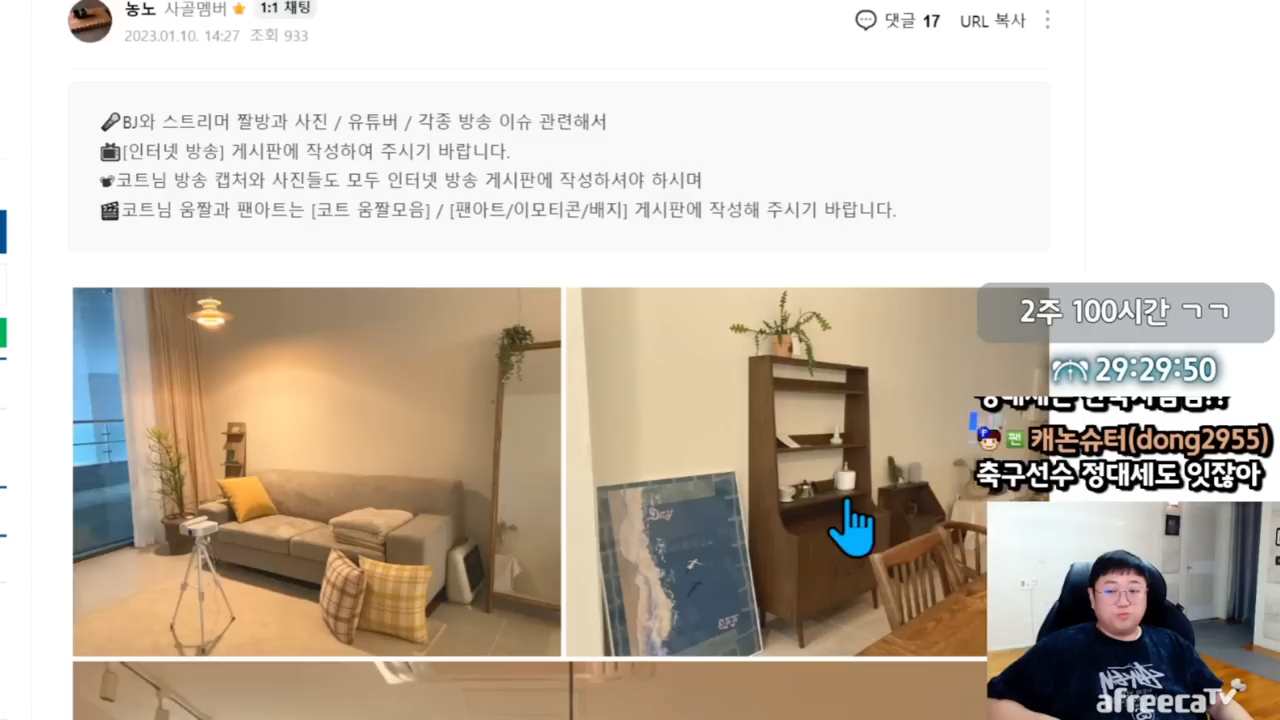 농노 사골멤버 1:1 채팅
2023.01.10. 14:27 조회 933
댓글 17 URL 복사
BJ와 스트리머 짤방과 사진 / 유튜버 / 각종 방송 이슈 관련해서
[인터넷 방송] 게시판에 작성하여 주시기 바랍니다.
코트님 방송 캡처와 사진들도 모두 인터넷 방송 게시판에 작성하셔야 하시며
코트님 움짤과 팬아트는 [코트 움짤모음] / [팬아트/이모티콘/배지] 게시판에 작성해 주시기 바랍니다.
2주 100시간 ㄱㄱ
29:29:50
팬 캐논슈터(dong2955)
축구선수 정대세도 잇잖아
Day
OFF
afreecaTV